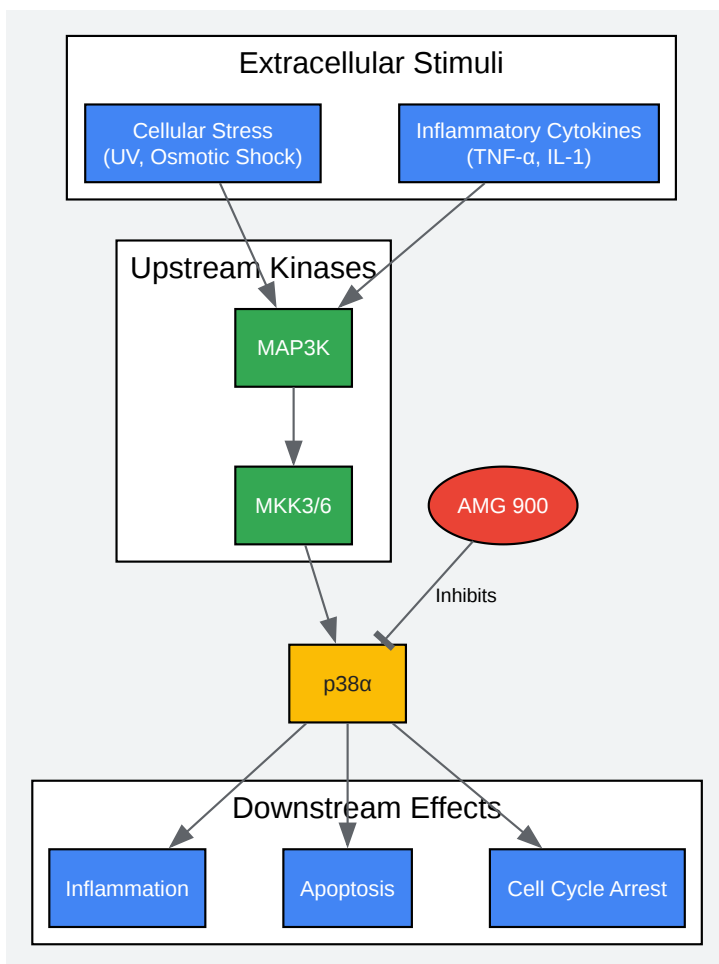 Extracellular Stimuli
Cellular Stress
(UV, Osmotic Shock)
Inflammatory Cytokines
(TNF-α, IL-1)
Upstream Kinases
MAP3K
MKK3/6
AMG 900
Inhibits
p38α
Downstream Effects
Inflammation
Apoptosis
Cell Cycle Arrest